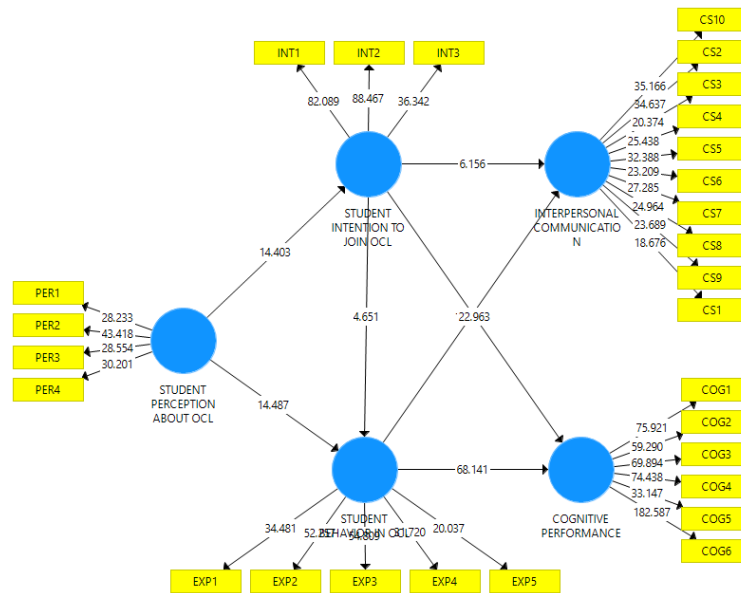 CS10
INT1
INT2
INT3
CS2
CS3
35.166
82.089
88.467
36.342
34.637
CS4
20.374
25.438
CS5
32.388
6.156
23.209
CS6
27.285
CS7
STUDENT
INTENTION TO
JOIN OCL
INTERPERSONAL
COMMUNICATIO
N
24.964
23.689
CS8
18.676
14.403
CS9
PER1
CS1
28.233
PER2
43.418
4.651
22.963
28.554
PER3
30.201
PER4
STUDENT
PERCEPTION
ABOUT OCL
COG1
14.487
COG2
75.921
59.290
COG3
69.894
68.141
74.438
COG4
33.147
COG5
182.587
34.481
STUDENT
BEHAVIOR IN OCL
20.037
COGNITIVE
PERFORMANCE
COG6
EXP1
EXP2
EXP3
EXP4
EXP5